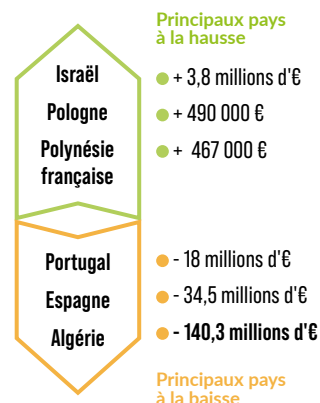 Principaux pays
à la hausse
Israël + 3,8 millions d'€
Pologne + 490 000 €
Polynésie + 467 000 €
française
Portugal - 18 millions d'€
Espagne - 34,5 millions d'€
Algérie - 140,3 millions d'€
Principaux pays
à la baisse